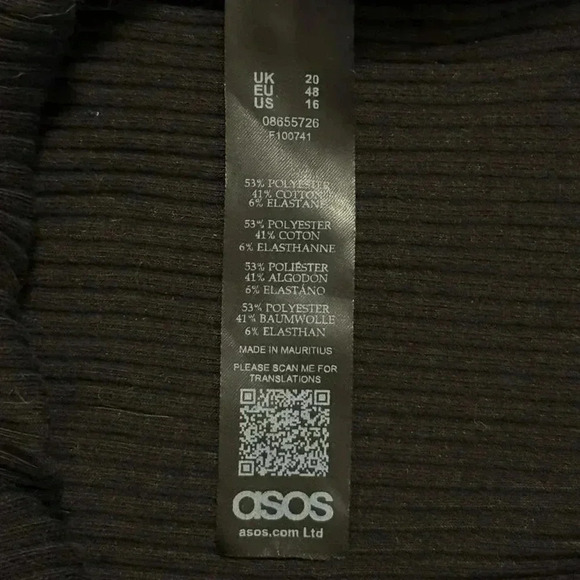 UK 20
EU 48
US 16
08655726
F100741
53% POLYESTER
41% COTTON
6% ELASTANE
53% POLYESTER
41% COTON
6% ELASTHANNE
53% POLIÉSTER
41% ALGODON
6% ELASTÁNO
53% POLYESTER
41% BAUMWOLLE
6% ELASTHAN
MADE IN MAURITIUS
PLEASE SCAN ME FOR
TRANSLATIONS
asos
asos.com Ltd